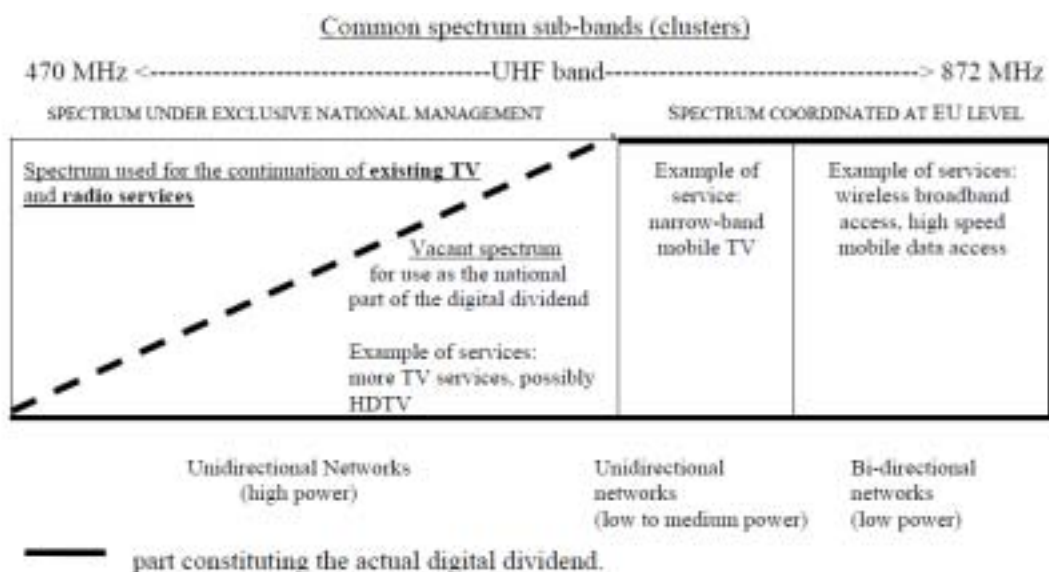 Common spectrum sub-bands (clusters)
470 MHz <------------------------------UHF band----------------------------> 872 MHz
SPECTRUM UNDER EXCLUSIVE NATIONAL MANAGEMENT
SPECTRUM COORDINATED AT EU LEVEL
Spectrum used for the continuation of existing TV
and radio services
Vacant spectrum
for use as the national
part of the digital dividend
Example of services:
more TV services, possibly
HDTV
Example of
service:
narrow-band
mobile TV
Example of services:
wireless broadband
access, high speed
mobile data access
Unidirectional Networks
(high power)
Unidirectional
networks
(low to medium power)
Bi-directional
networks
(low power)
part constituting the actual digital dividend.